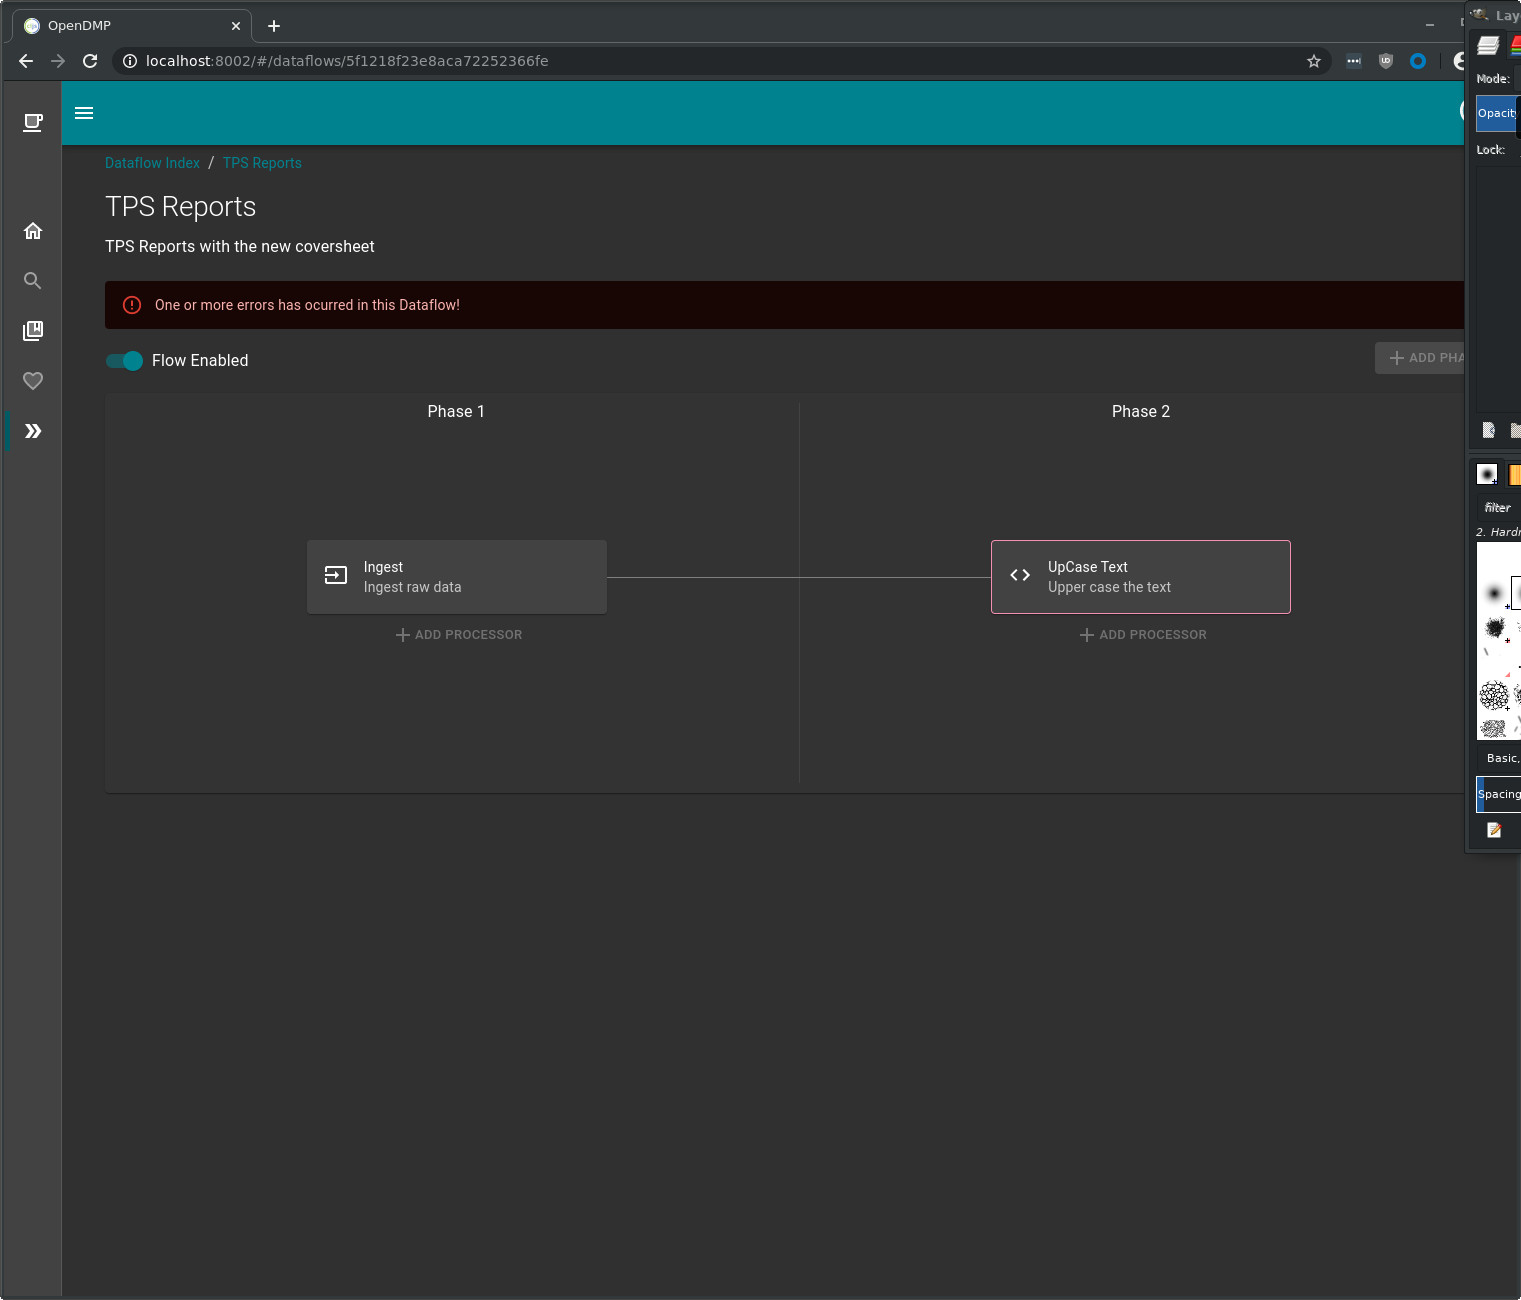 OpenDMP
localhost:8002/#/dataflows/5f1218f23e8aca72252366fe
Dataflow Index / TPS Reports
TPS Reports
TPS Reports with the new coversheet
One or more errors has ocurred in this Dataflow!
Flow Enabled
ADD PHA
Phase 1
Phase 2
Ingest
Ingest raw data
UpCase Text
Upper case the text
ADD PROCESSOR
ADD PROCESSOR
Lay
Mode:
Opacity
Lock:
filter
2. Hardn
Basic,
Spacing